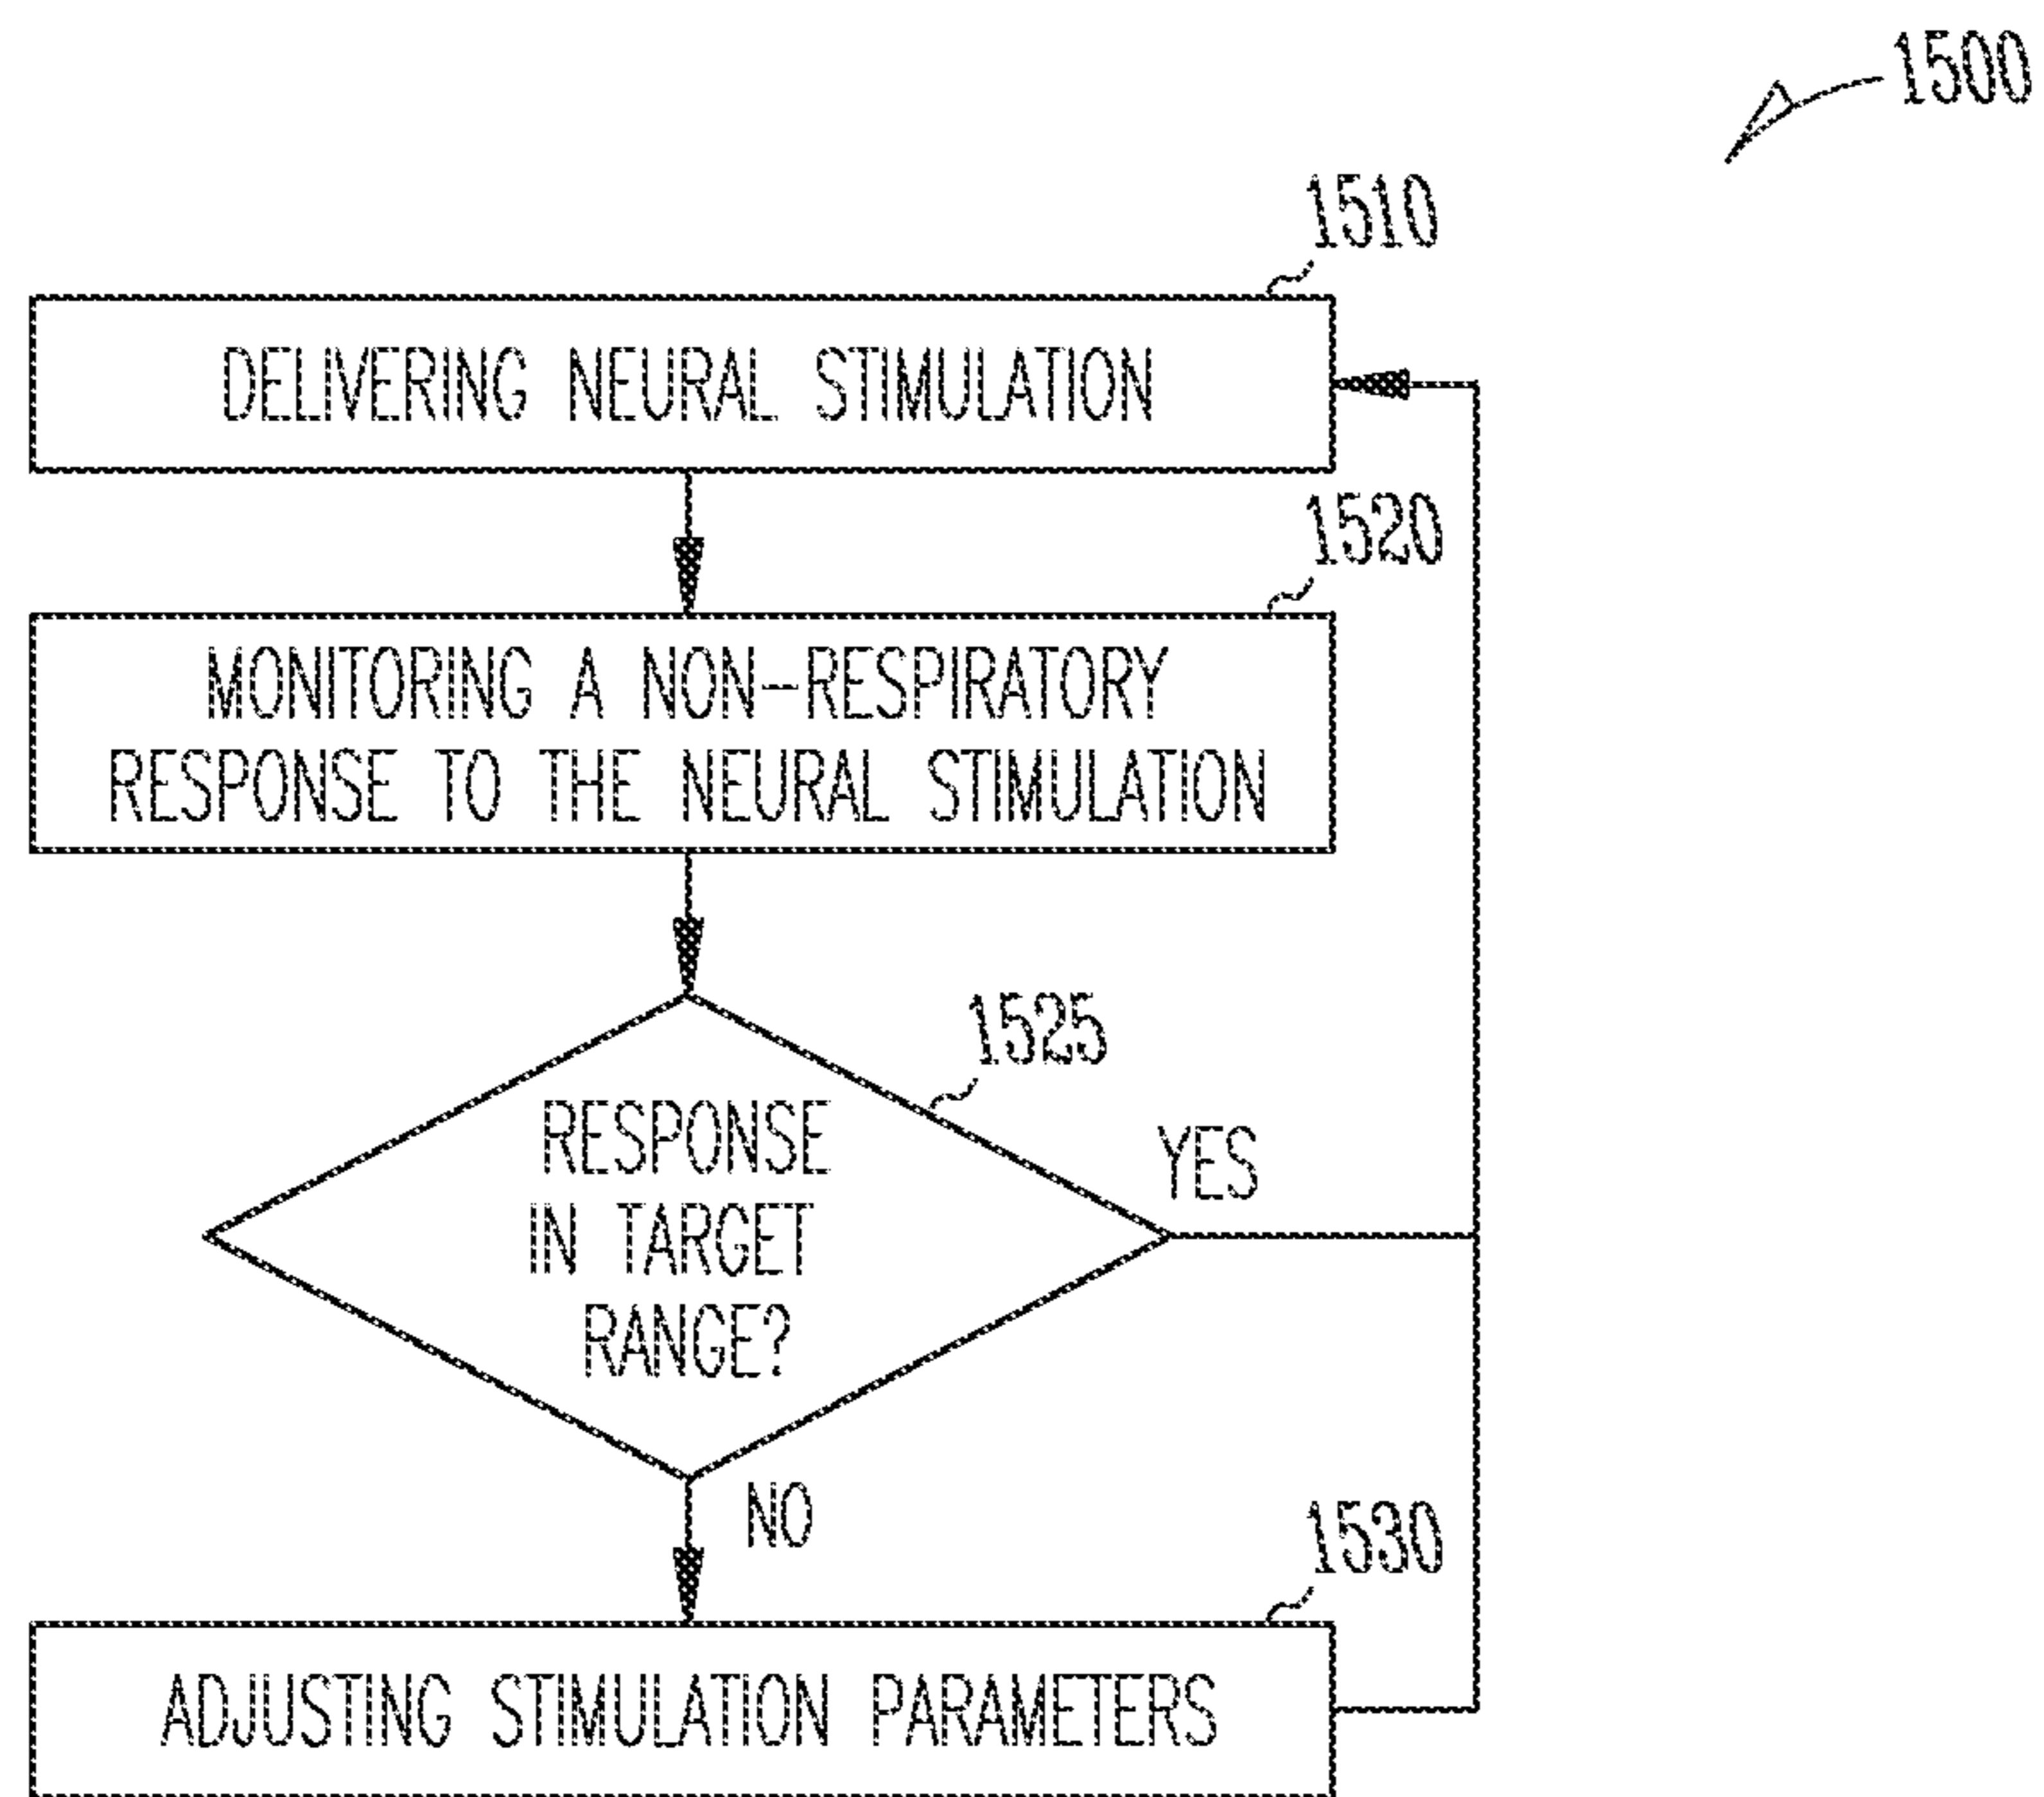 1500
1510
DELIVERING NEURAL STIMULATION
1520
MONITORING A NON-RESPIRATORY
RESPONSE TO THE NEURAL STIMULATION
1525
RESPONSE
IN TARGET
RANGE?
YES
NO
1530
ADJUSTING STIMULATION PARAMETERS